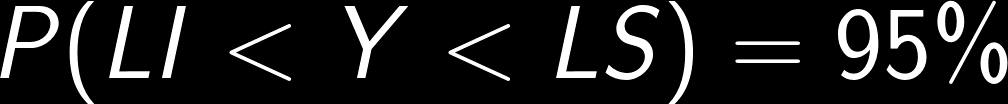 P(LI < Y < LS) = 95%